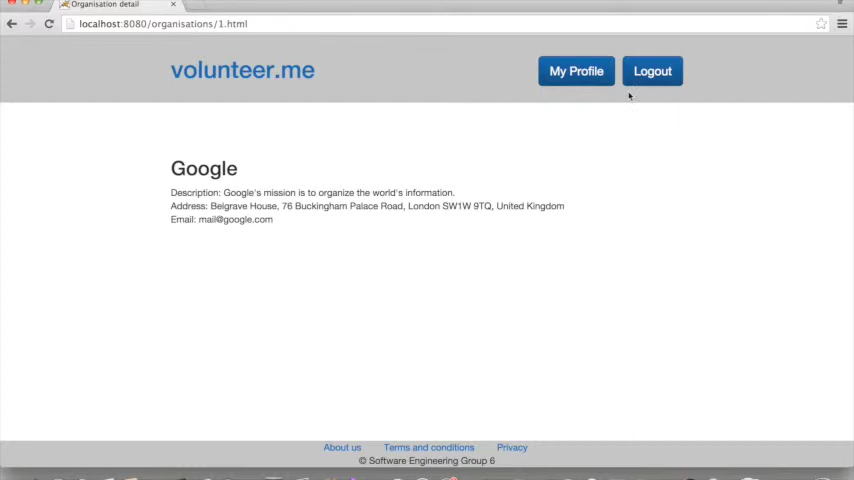 Organisation detail
localhost:8080/organisations/1.html
volunteer.me
My Profile
Logout
Google
Description: Google's mission is to organize the world's information.
Address: Belgrave House, 76 Buckingham Palace Road, London SW1W 9TQ, United Kingdom
Email: mail@google.com
About us
Terms and conditions
Privacy
© Software Engineering Group 6